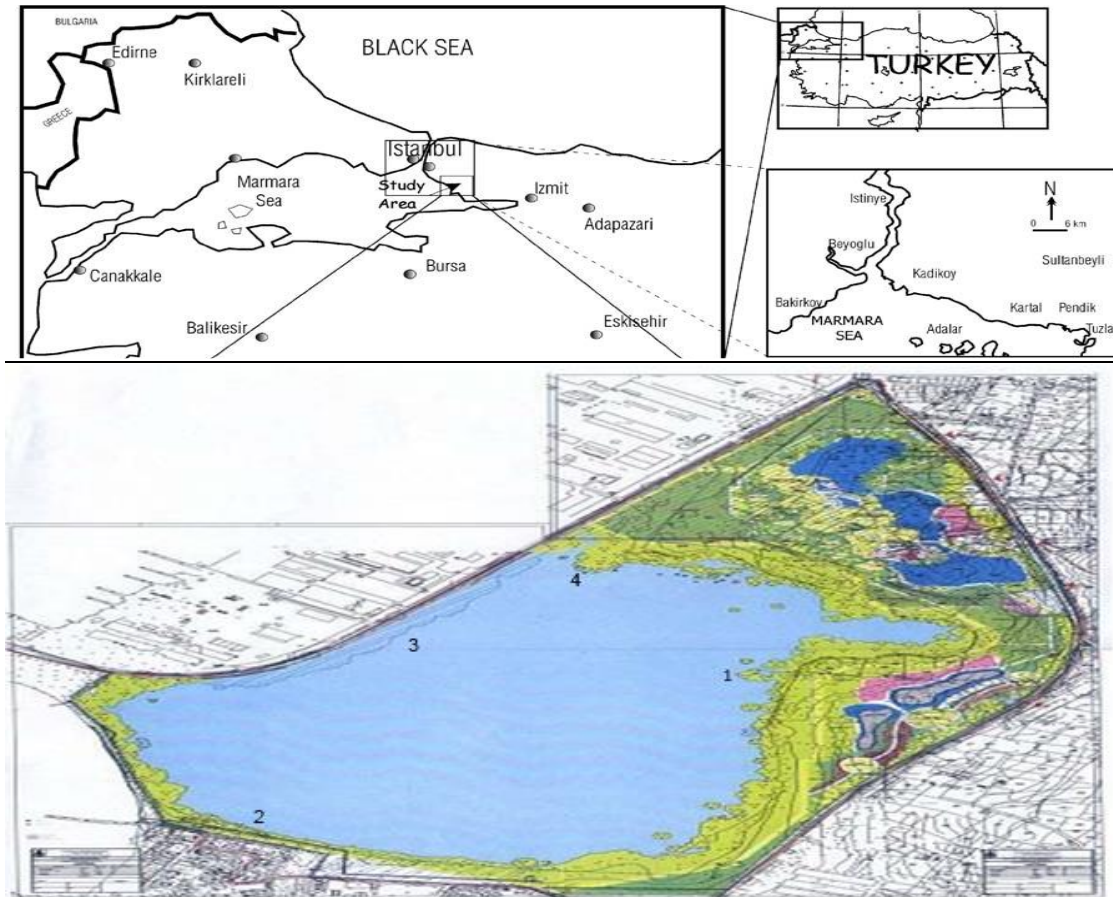 BULGARIA
Edirne
Kirklareli
BLACK SEA
GREECE
Istanbul
Marmara
Sea
Study
Area
Izmit
Adapazari
Canakkale
Bursa
Balikesir
Eskisehir
TURKEY
Istinye
N
0 6 km
Beyoglu
Kadikoy
Sultanbeyli
Bakirkoy
Kartal
Pendik
MARMARA
SEA
Adalar
Tuzla
4
3
1
2